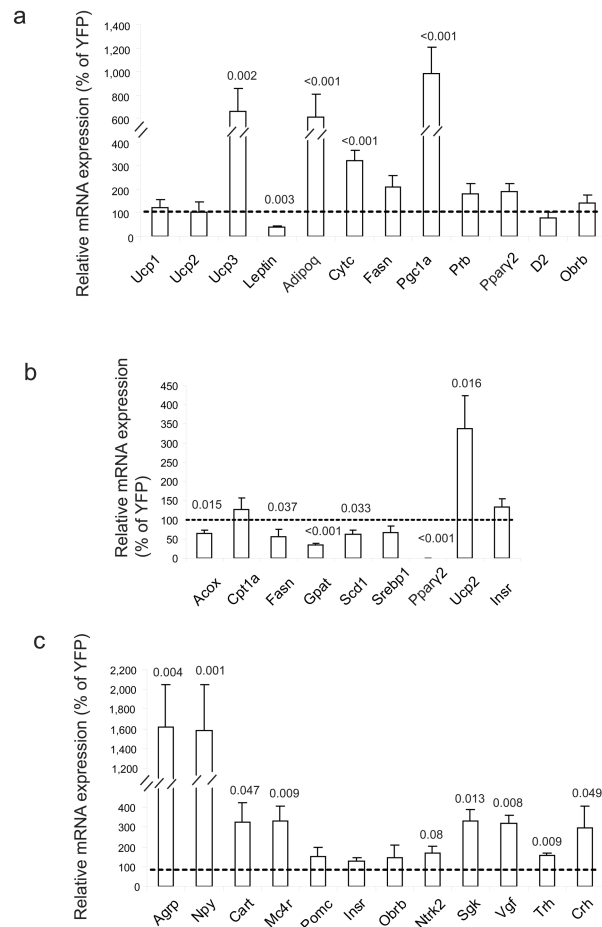 a
Relative mRNA expression (% of YFP)
1,400
1,200
1,000
800
600
400
300
200
100
0
0.002
0.003
<0.001
<0.001
<0.001
Ucp1
Ucp2
Ucp3
Leptin
Adipoq
Cytc
Fasn
Pgc1a
Prb
Pparγ2
D2
Obrb
b
Relative mRNA expression
(% of YFP)
450
400
350
300
250
200
150
100
50
0
0.015
0.037
<0.001
0.033
<0.001
0.016
Acox
Cpt1a
Fasn
Gpat
Scd1
Srebp1
Pparγ2
Ucp2
Insr
c
Relative mRNA expression (% of YFP)
2,200
2,000
1,800
1,600
1,400
1,200
400
300
200
100
0
0.004
0.001
0.047
0.009
0.08
0.013
0.008
0.009
0.049
Agrp
Npy
Cart
Mc4r
Pomc
Insr
Obrb
Ntrk2
Sgk
Vgf
Trh
Crh